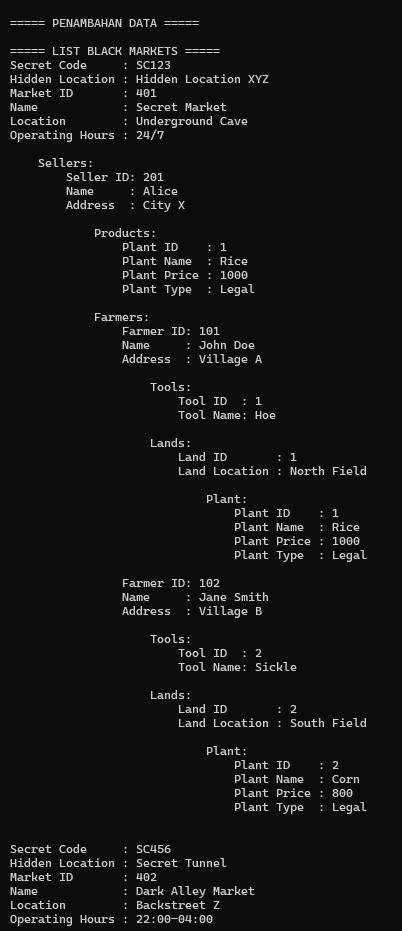 ===== PENAMBAHAN DATA =====

===== LIST BLACK MARKETS =====
Secret Code     : SC123
Hidden Location : Hidden Location XYZ
Market ID       : 401
Name            : Secret Market
Location        : Underground Cave
Operating Hours : 24/7

    Sellers:
        Seller ID: 201
        Name     : Alice
        Address  : City X

            Products:
                Plant ID    : 1
                Plant Name  : Rice
                Plant Price : 1000
                Plant Type  : Legal

            Farmers:
                Farmer ID: 101
                Name     : John Doe
                Address  : Village A

                    Tools:
                        Tool ID  : 1
                        Tool Name: Hoe

                    Lands:
                        Land ID       : 1
                        Land Location : North Field

                            Plant:
                                Plant ID    : 1
                                Plant Name  : Rice
                                Plant Price : 1000
                                Plant Type  : Legal

                Farmer ID: 102
                Name     : Jane Smith
                Address  : Village B

                    Tools:
                        Tool ID  : 2
                        Tool Name: Sickle

                    Lands:
                        Land ID       : 2
                        Land Location : South Field

                            Plant:
                                Plant ID    : 2
                                Plant Name  : Corn
                                Plant Price : 800
                                Plant Type  : Legal


Secret Code     : SC456
Hidden Location : Secret Tunnel
Market ID       : 402
Name            : Dark Alley Market
Location        : Backstreet Z
Operating Hours : 22:00-04:00